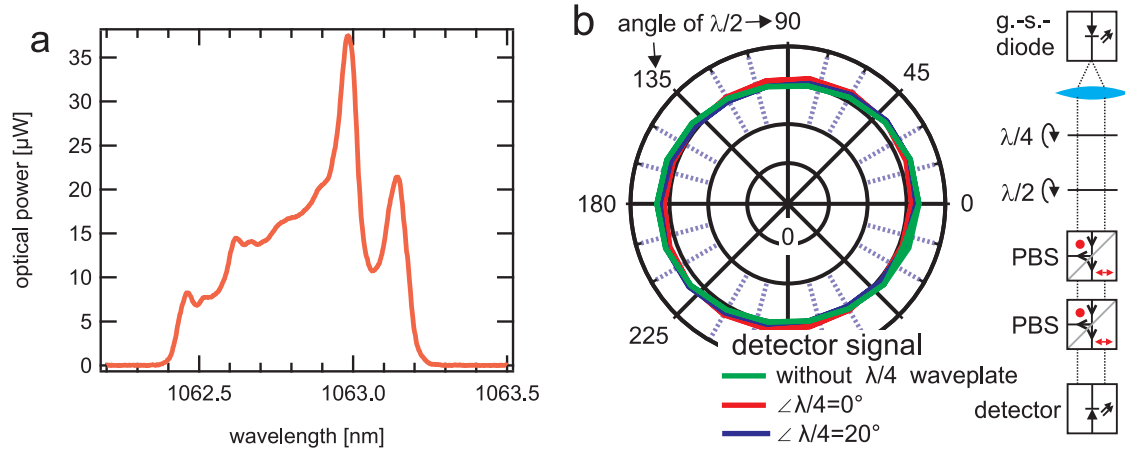 a
optical power [µW]
35
30
25
20
15
10
5
0
1062.5
1063.0
1063.5
wavelength [nm]
b
angle of λ/2 → 90
135
45
180
0
0
225
detector signal
without λ/4 waveplate
∠ λ/4=0°
∠ λ/4=20°
g.-s.-
diode
λ/4
λ/2
PBS
PBS
detector